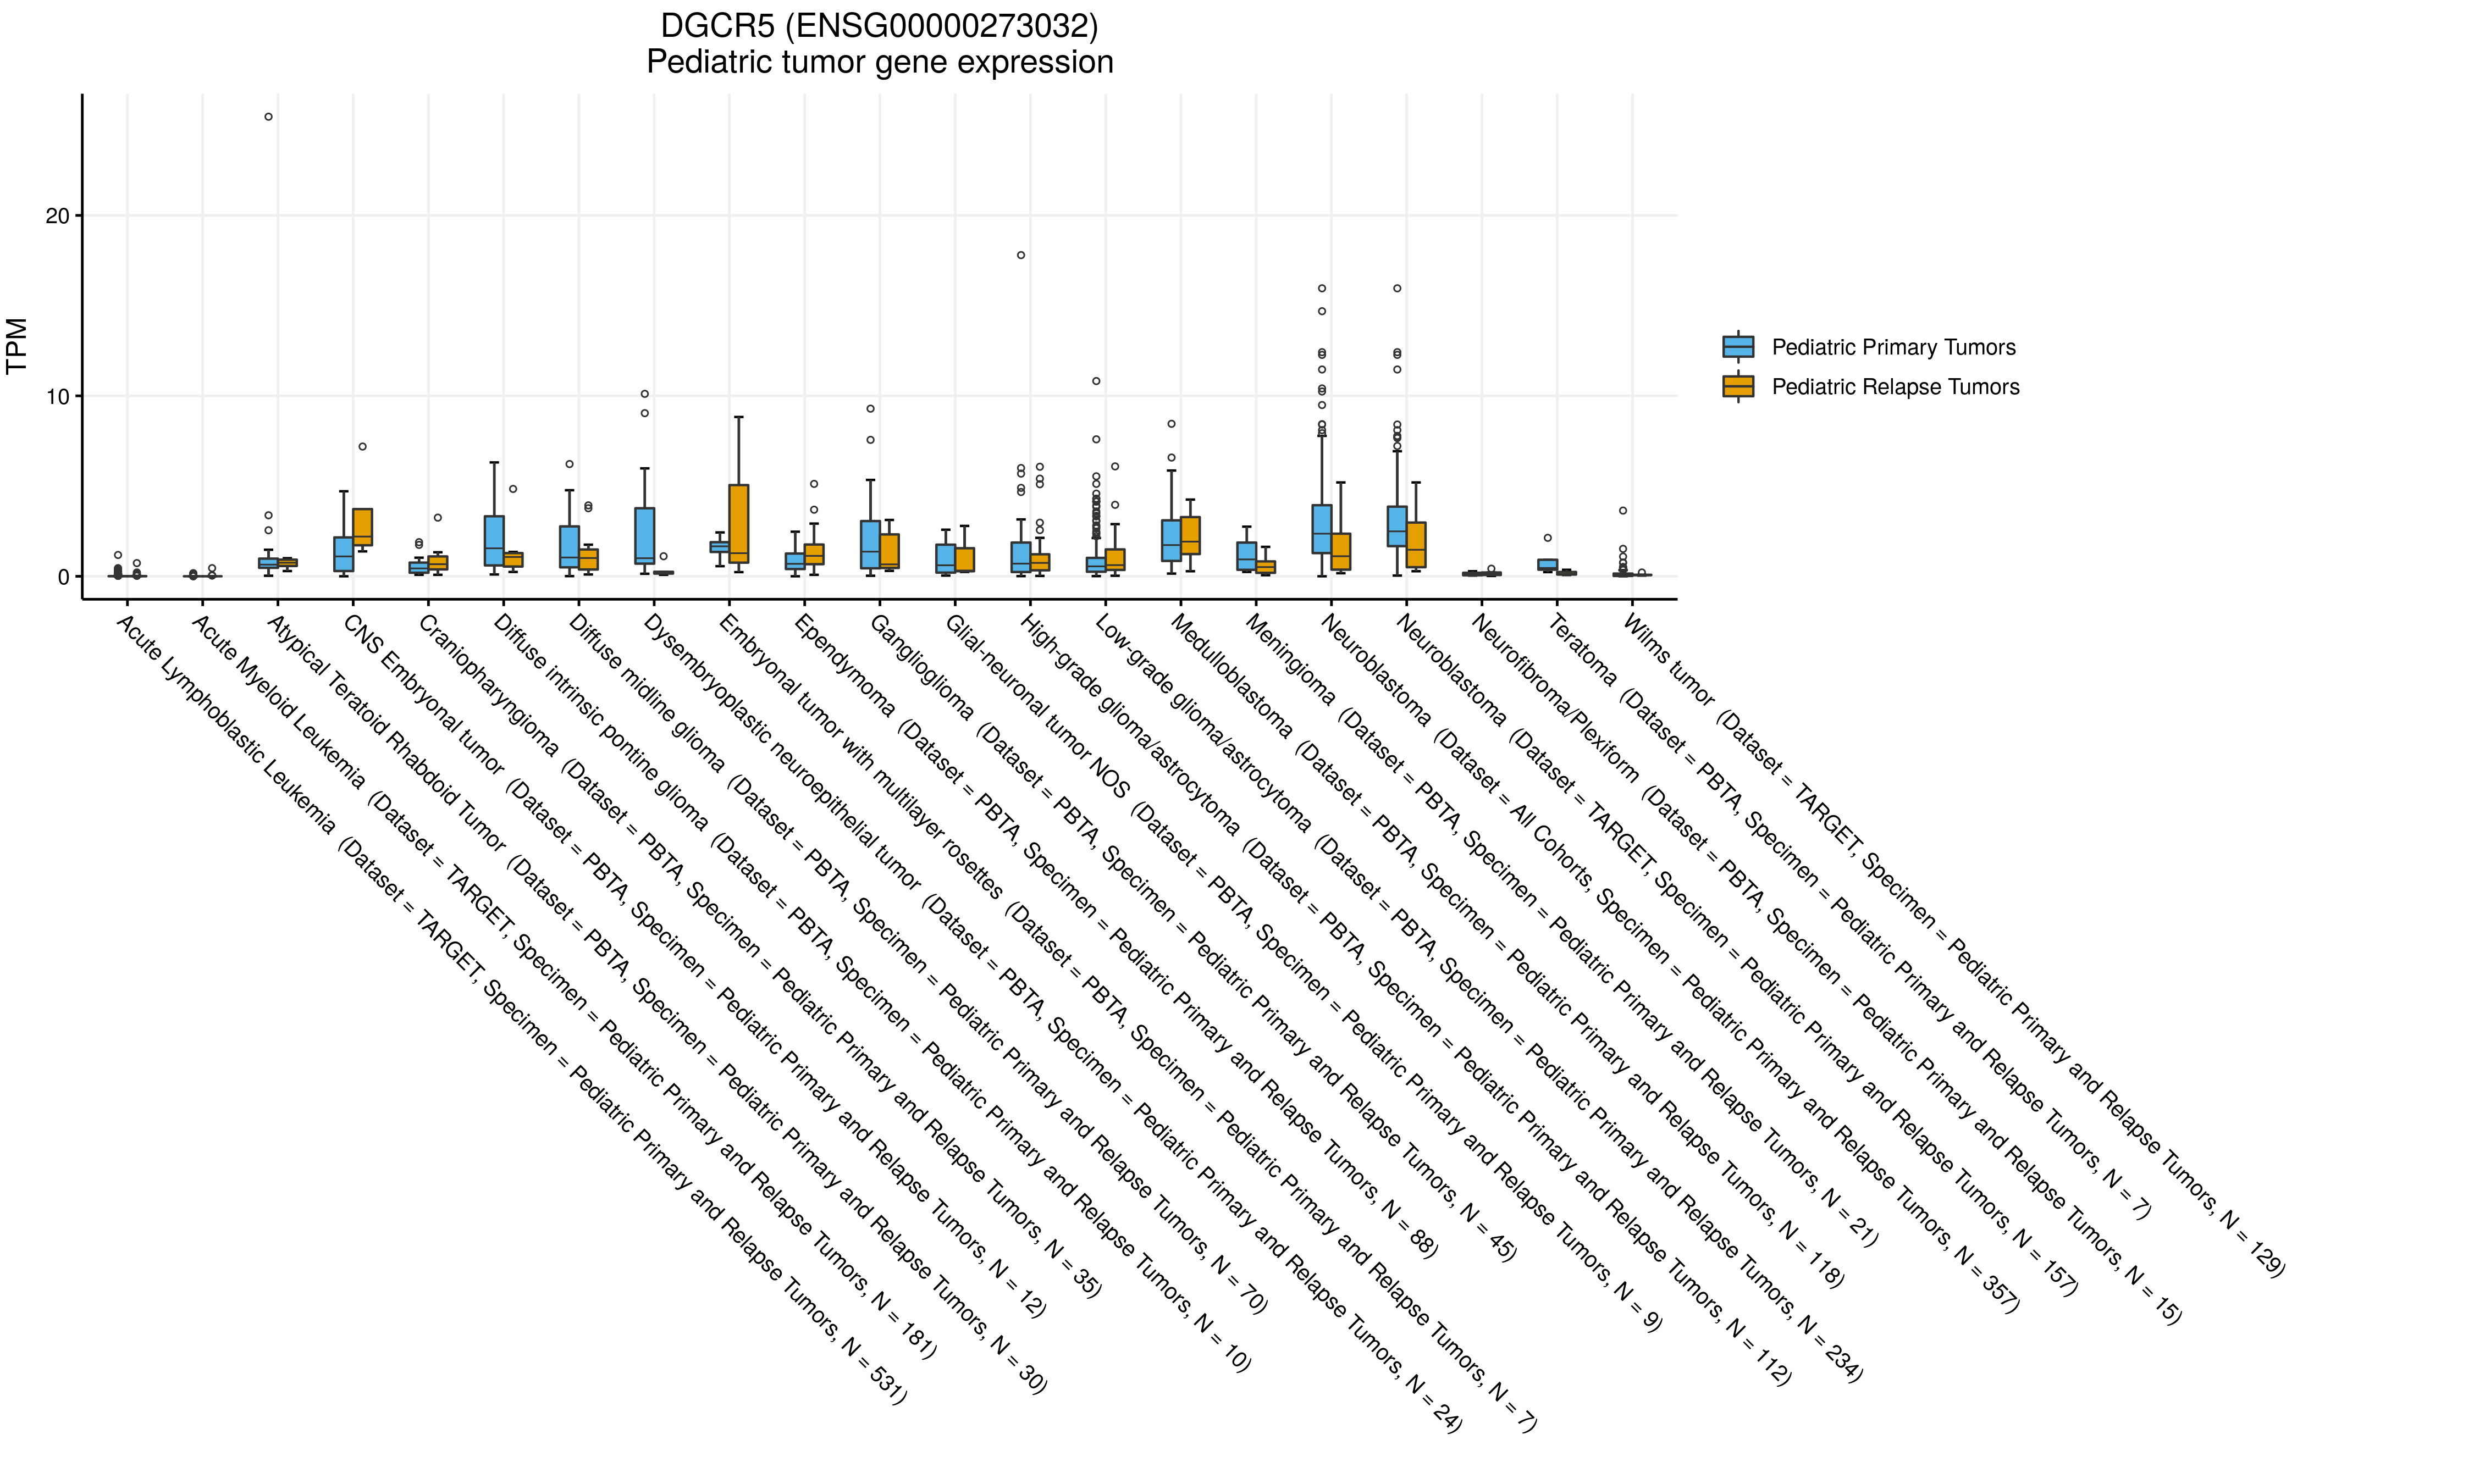 DGCR5 (ENSG00000273032)
Pediatric tumor gene expression
TPM
20
10
0
Pediatric Primary Tumors
Pediatric Relapse Tumors
Acute Lymphoblastic Leukemia (Dataset = TARGET, Specimen = Pediatric Primary and Relapse Tumors, N = 531)
Acute Myeloid Leukemia (Dataset = TARGET, Specimen = Pediatric Primary and Relapse Tumors, N = 181)
Atypical Teratoid Rhabdoid Tumor (Dataset = PBTA, Specimen = Pediatric Primary and Relapse Tumors, N = 30)
CNS Embryonal tumor (Dataset = PBTA, Specimen = Pediatric Primary and Relapse Tumors, N = 12)
Craniopharyngioma (Dataset = PBTA, Specimen = Pediatric Primary and Relapse Tumors, N = 35)
Diffuse intrinsic pontine glioma (Dataset = PBTA, Specimen = Pediatric Primary and Relapse Tumors, N = 10)
Diffuse midline glioma (Dataset = PBTA, Specimen = Pediatric Primary and Relapse Tumors, N = 70)
Dysembryoplastic neuroepithelial tumor (Dataset = PBTA, Specimen = Pediatric Primary and Relapse Tumors, N = 24)
Embryonal tumor with multilayer rosettes (Dataset = PBTA, Specimen = Pediatric Primary and Relapse Tumors, N = 7)
Ependymoma (Dataset = PBTA, Specimen = Pediatric Primary and Relapse Tumors, N = 88)
Ganglioglioma (Dataset = PBTA, Specimen = Pediatric Primary and Relapse Tumors, N = 45)
Glial-neuronal tumor NOS (Dataset = PBTA, Specimen = Pediatric Primary and Relapse Tumors, N = 9)
High-grade glioma/astrocytoma (Dataset = PBTA, Specimen = Pediatric Primary and Relapse Tumors, N = 112)
Low-grade glioma/astrocytoma (Dataset = PBTA, Specimen = Pediatric Primary and Relapse Tumors, N = 234)
Medulloblastoma (Dataset = PBTA, Specimen = Pediatric Primary and Relapse Tumors, N = 118)
Meningioma (Dataset = PBTA, Specimen = Pediatric Primary and Relapse Tumors, N = 21)
Neuroblastoma (Dataset = All Cohorts, Specimen = Pediatric Primary and Relapse Tumors, N = 357)
Neuroblastoma (Dataset = TARGET, Specimen = Pediatric Primary and Relapse Tumors, N = 157)
Neurofibroma/Plexiform (Dataset = PBTA, Specimen = Pediatric Primary and Relapse Tumors, N = 15)
Teratoma (Dataset = PBTA, Specimen = Pediatric Primary and Relapse Tumors, N = 7)
Wilms tumor (Dataset = TARGET, Specimen = Pediatric Primary and Relapse Tumors, N = 129)